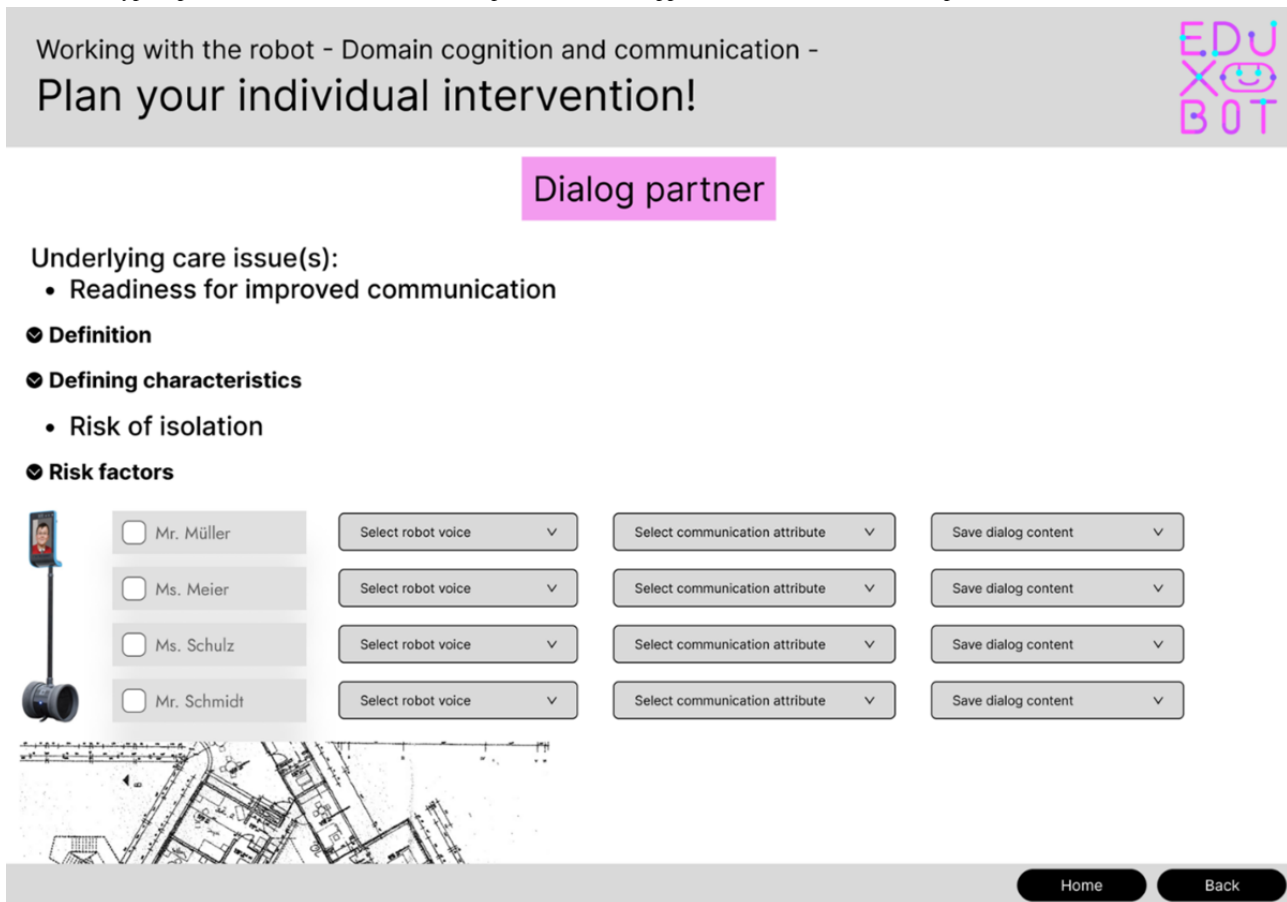 Working with the robot - Domain cognition and communication -
Plan your individual intervention!
EDU
XBOT
Dialog partner
Underlying care issue(s):
• Readiness for improved communication
Definition
Defining characteristics
• Risk of isolation
Risk factors
Mr. Müller Select robot voice Select communication attribute Save dialog content
Ms. Meier Select robot voice Select communication attribute Save dialog content
Ms. Schulz Select robot voice Select communication attribute Save dialog content
Mr. Schmidt Select robot voice Select communication attribute Save dialog content
Home Back